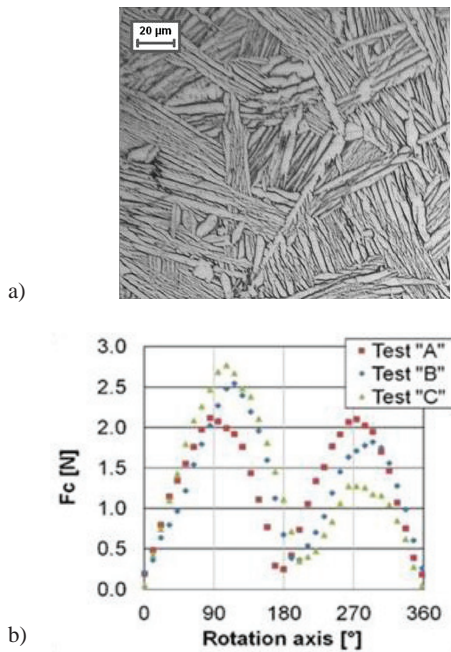 20 µm
a)
3.0
2.5
2.0
1.5
1.0
0.5
0.0
Fc [N]
Test "A"
Test "B"
Test "C"
0
90
180
270
360
Rotation axis [°]
b)